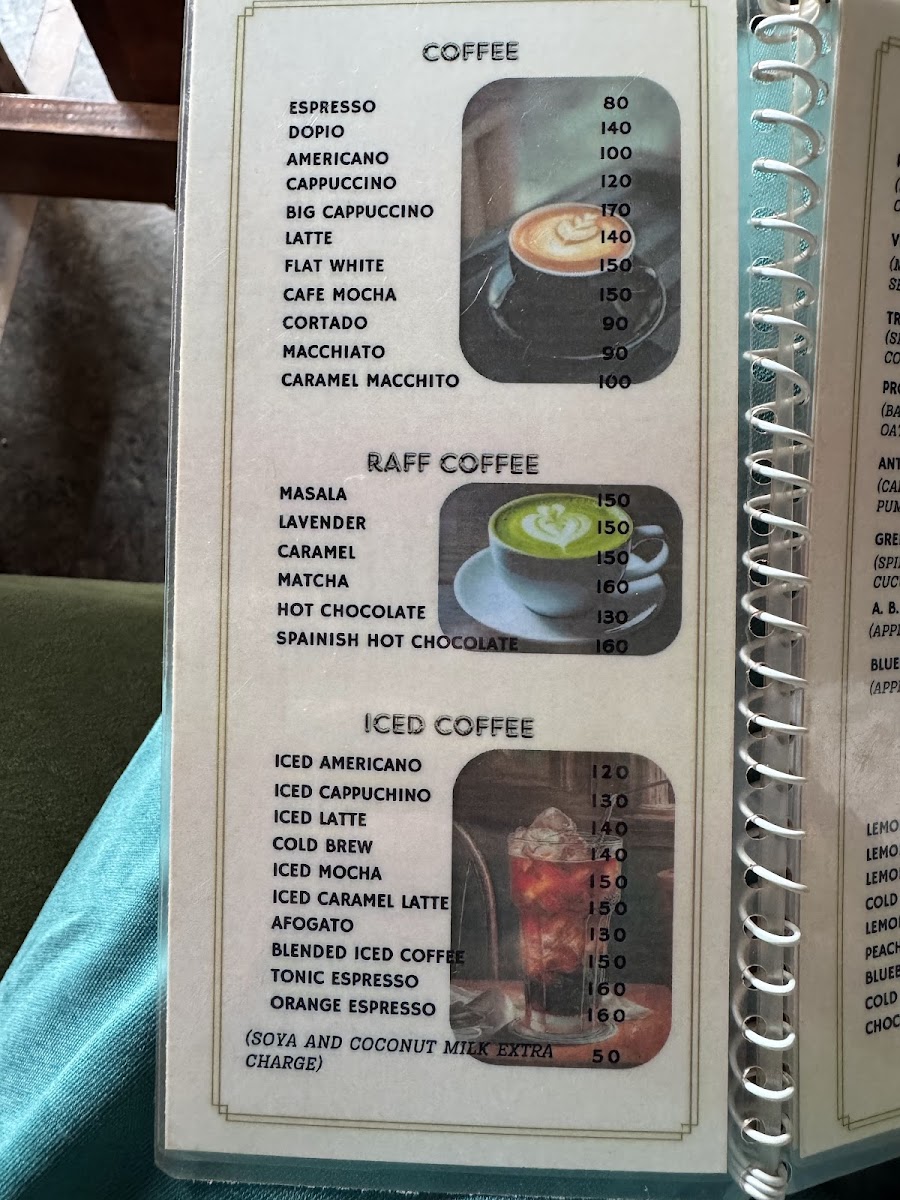 COFFEE
ESPRESSO 80
DOPIO 140
AMERICANO 100
CAPPUCCINO 120
BIG CAPPUCCINO 170
LATTE 140
FLAT WHITE 150
CAFE MOCHA 150
CORTADO 90
MACCHIATO 90
CARAMEL MACCHITO 100
RAFF COFFEE
MASALA 150
LAVENDER 150
CARAMEL 150
MATCHA 160
HOT CHOCOLATE 130
SPAINISH HOT CHOCOLATE 160
ICED COFFEE
ICED AMERICANO 120
ICED CAPPUCHINO 130
ICED LATTE 140
COLD BREW 140
ICED MOCHA 150
ICED CARAMEL LATTE 150
AFOGATO 130
BLENDED ICED COFFEE 150
TONIC ESPRESSO 160
ORANGE ESPRESSO 160
(SOYA AND COCONUT MILK EXTRA
CHARGE) 50
COLD
COLD